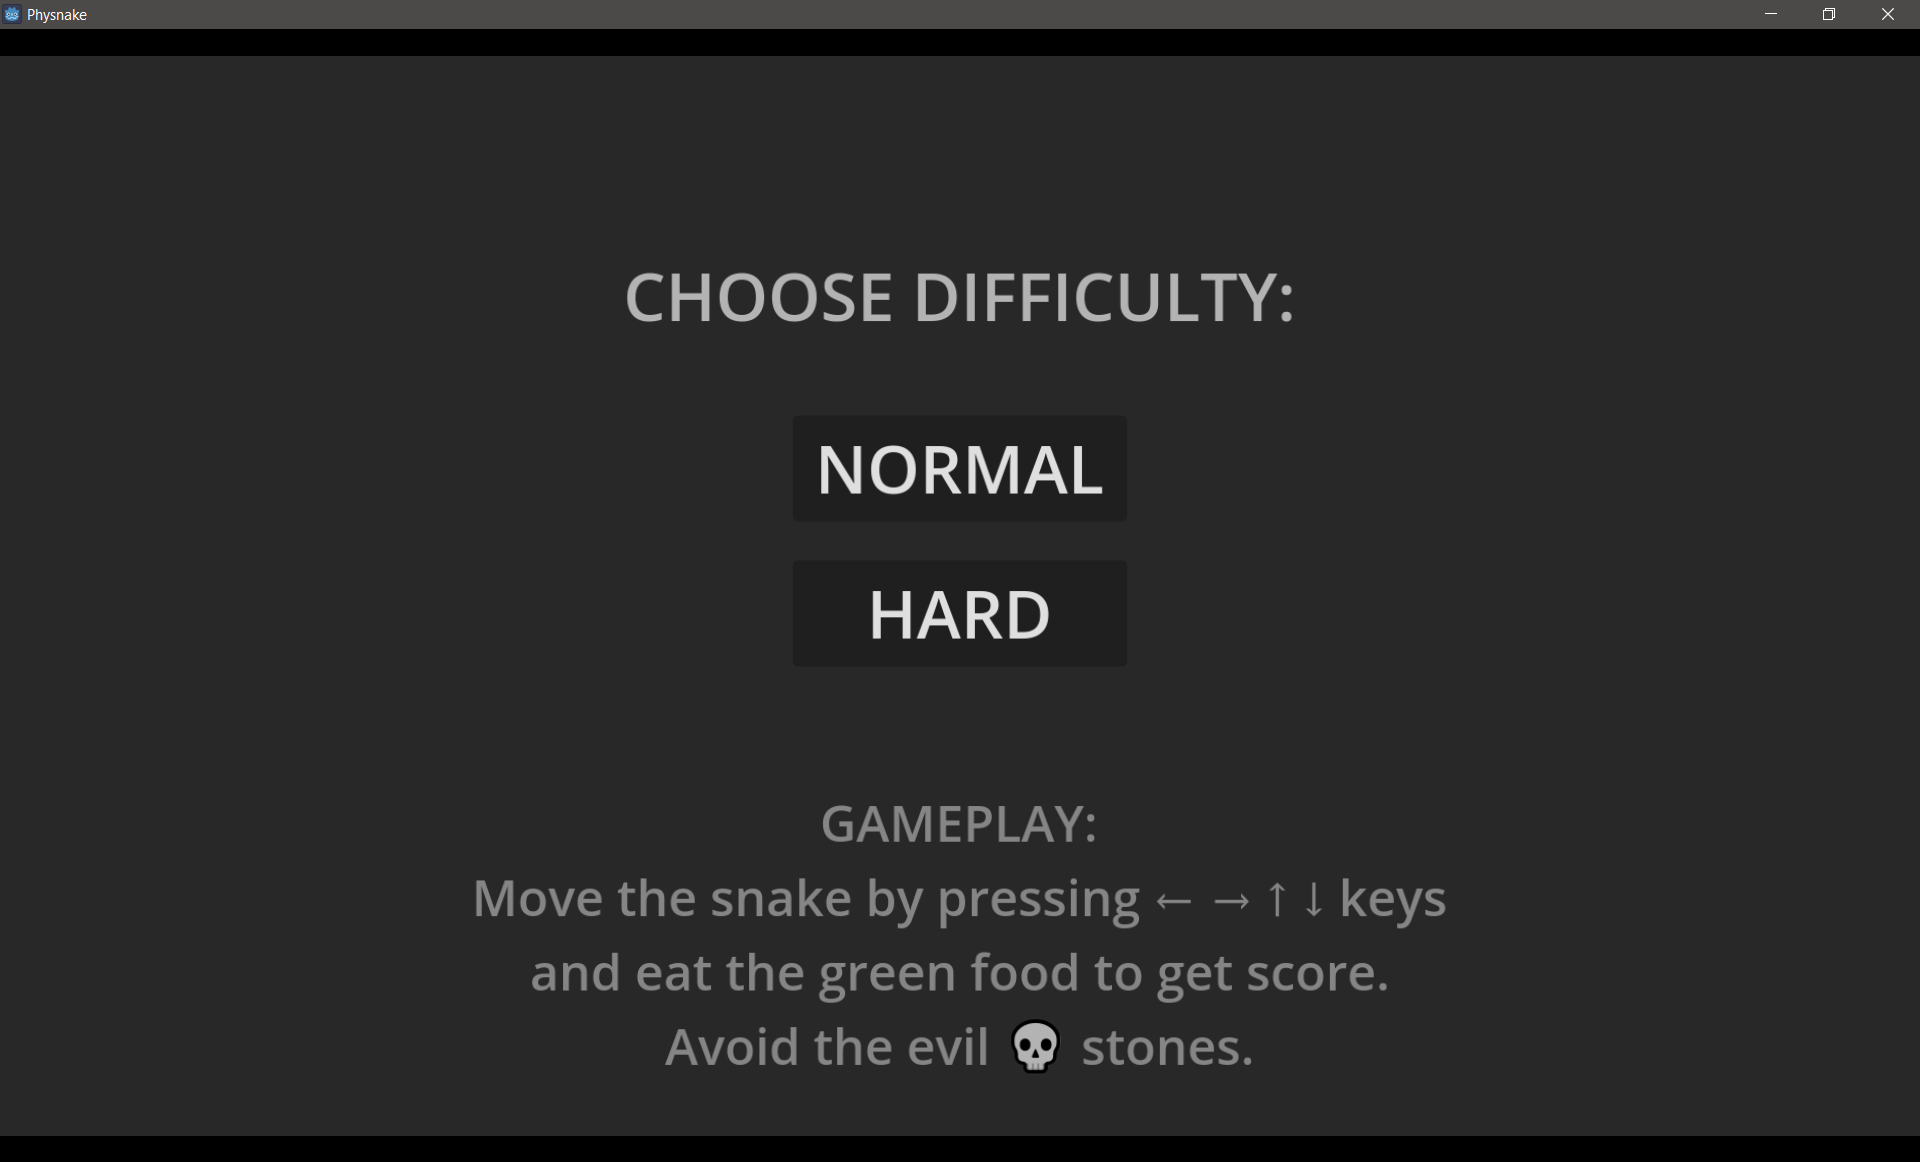 Physnake
CHOOSE DIFFICULTY:
NORMAL
HARD
GAMEPLAY:
Move the snake by pressing ← → ↑ ↓ keys
and eat the green food to get score.
Avoid the evil 💀 stones.